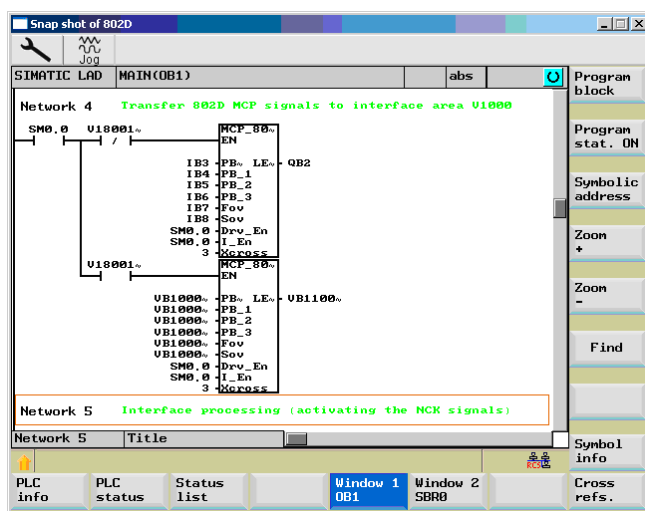 Snap shot of 802D
Jog
SIMATIC LAD MAIN(OB1) abs
Network 4 Transfer 802D MCP signals to interface area V1000
SM0.0 V18001~ MCP_80~
/ EN
IB3 PB~ LE~ QB2
IB4 PB_1
IB5 PB_2
IB6 PB_3
IB7 Fov
IB8 Sov
SM0.0 Drv_En
SM0.0 I_En
3 Xcross
V18001~ MCP_80~
EN
VB1000~ PB~ LE~ VB1100~
VB1000~ PB_1
VB1000~ PB_2
VB1000~ PB_3
VB1000~ Fov
VB1000~ Sov
SM0.0 Drv_En
SM0.0 I_En
3 Xcross
Network 5 Interface processing (activating the NCK signals)
Network 5 Title
RCS
Program
block
Program
stat. ON
Symbolic
address
Zoom
+
Zoom
-
Find
Symbol
info
Cross
refs.
PLC
info
PLC
status
Status
list
Window 1
OB1
Window 2
SBR0